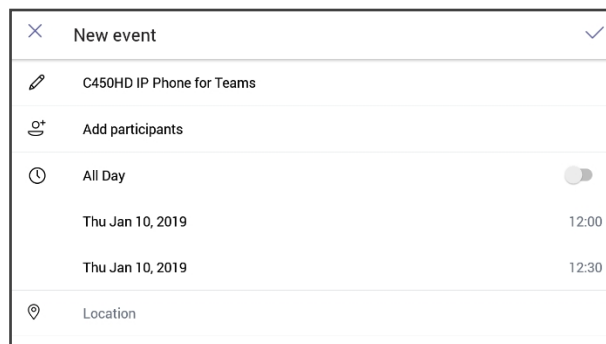 New event
C450HD IP Phone for Teams
Add participants
All Day
Thu Jan 10, 2019 12:00
Thu Jan 10, 2019 12:30
Location